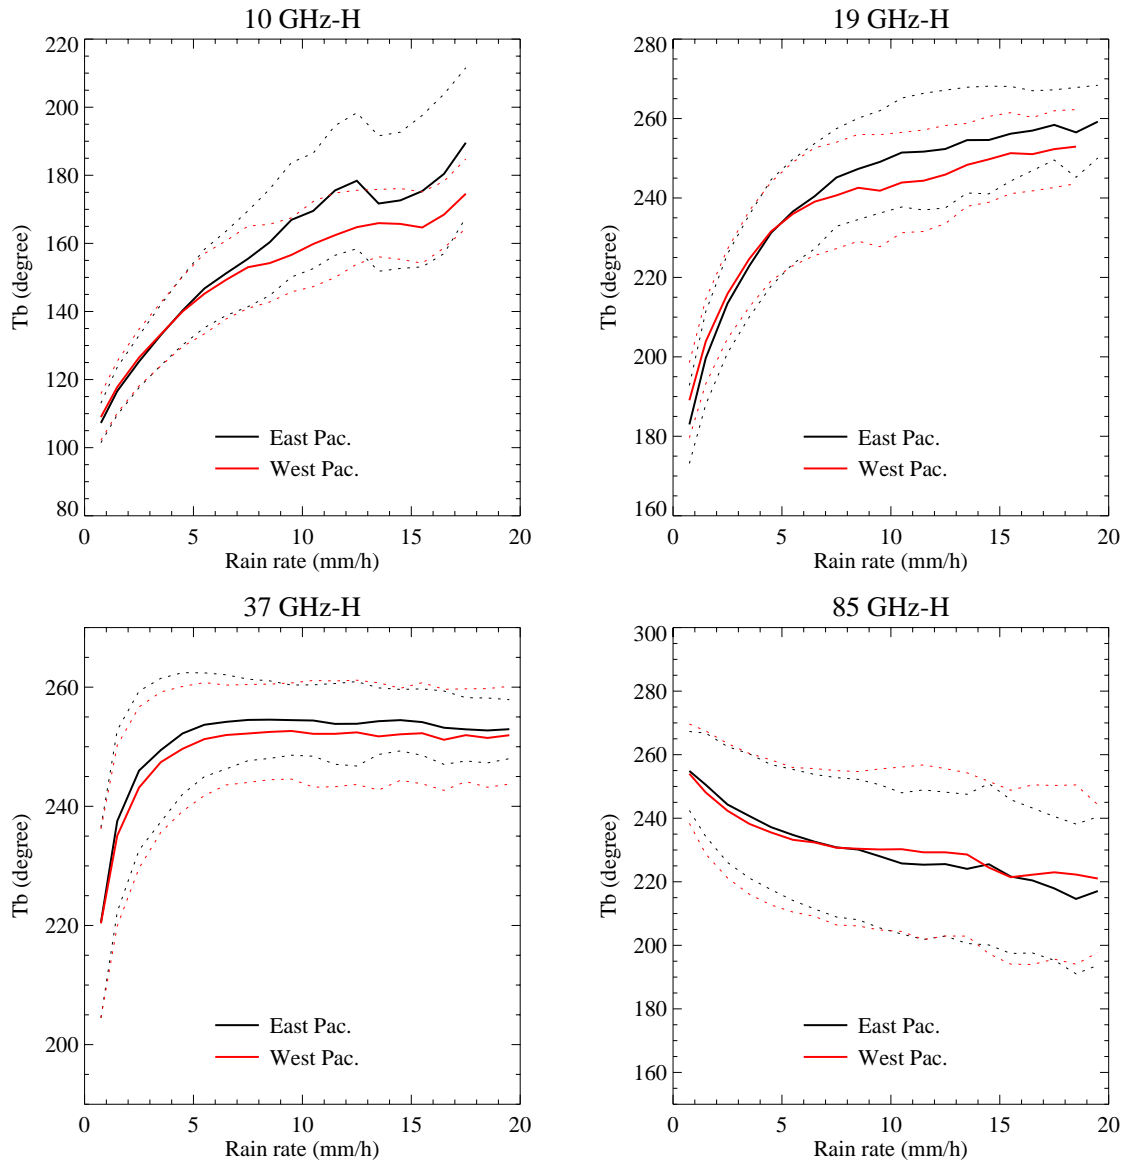 10 GHz-H
220
200
180
160
140
120
100
80
Tb (degree)
East Pac.
West Pac.
0 5 10 15 20
Rain rate (mm/h)
19 GHz-H
280
260
240
220
200
180
160
Tb (degree)
East Pac.
West Pac.
0 5 10 15 20
Rain rate (mm/h)
37 GHz-H
260
240
220
200
Tb (degree)
East Pac.
West Pac.
0 5 10 15 20
Rain rate (mm/h)
85 GHz-H
300
280
260
240
220
200
180
160
Tb (degree)
East Pac.
West Pac.
0 5 10 15 20
Rain rate (mm/h)